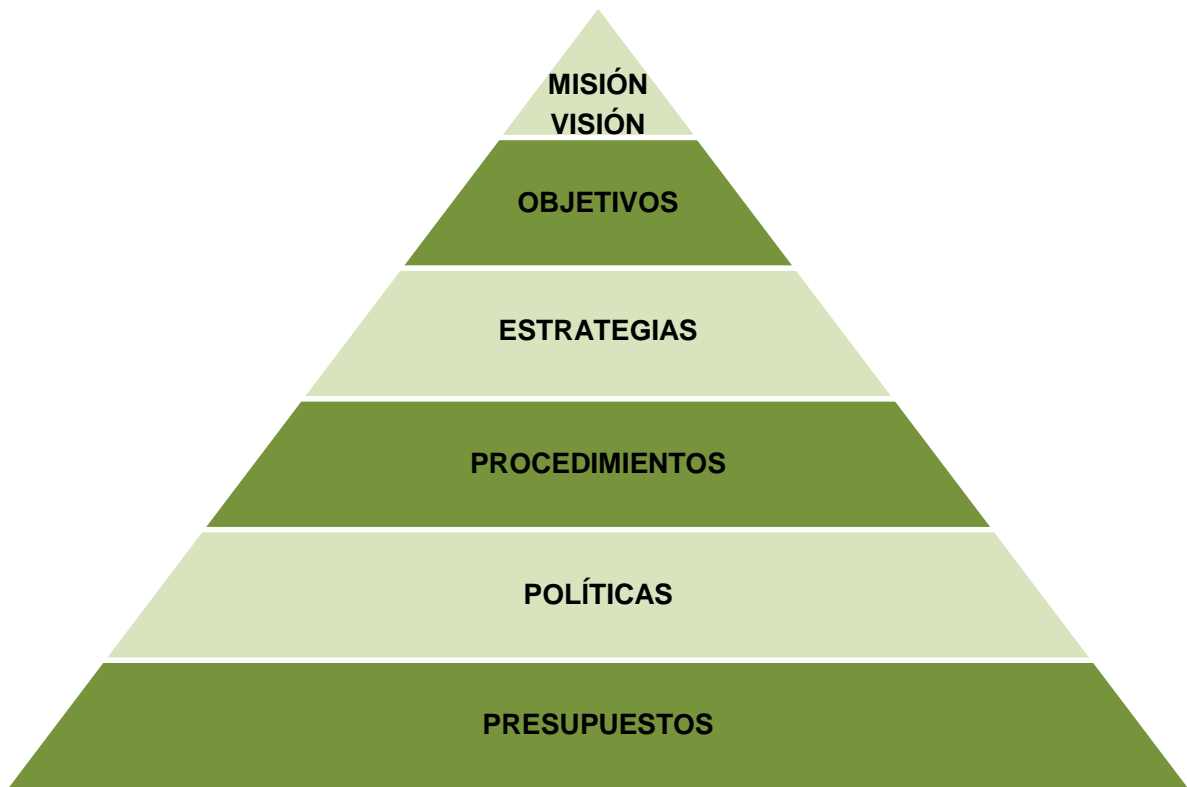 MISIÓN
VISIÓN
OBJETIVOS
ESTRATEGIAS
PROCEDIMIENTOS
POLÍTICAS
PRESUPUESTOS